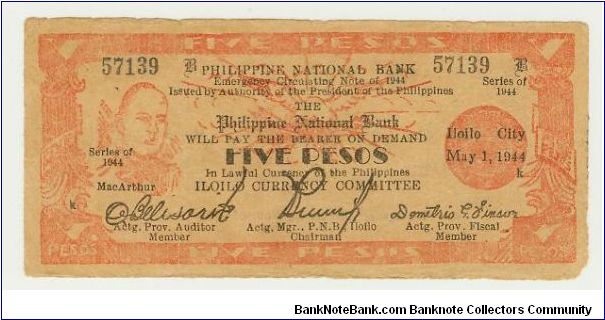 FIVE PESOS
57139 B PHILIPPINE NATIONAL BANK 57139 B
Emergency Circulating Note of 1944
Series of
1944
Issued by Authority of the President of the Philippines
THE
Philippine National Bank
WILL PAY THE BEARER ON DEMAND
Iloilo City
FIVE PESOS
Series of
1944
May 1, 1944
In Lawful Currency of the Philippines
k
MacArthur
ILOILO CURRENCY COMMITTEE
k
Actg. Prov. Auditor
Member
Actg. Mgr., P.N.B., Iloilo
Chairman
Actg. Prov. Fiscal
Member
PESOS
FIVE PESOS
BankNoteBank.com Banknote Collectors Community